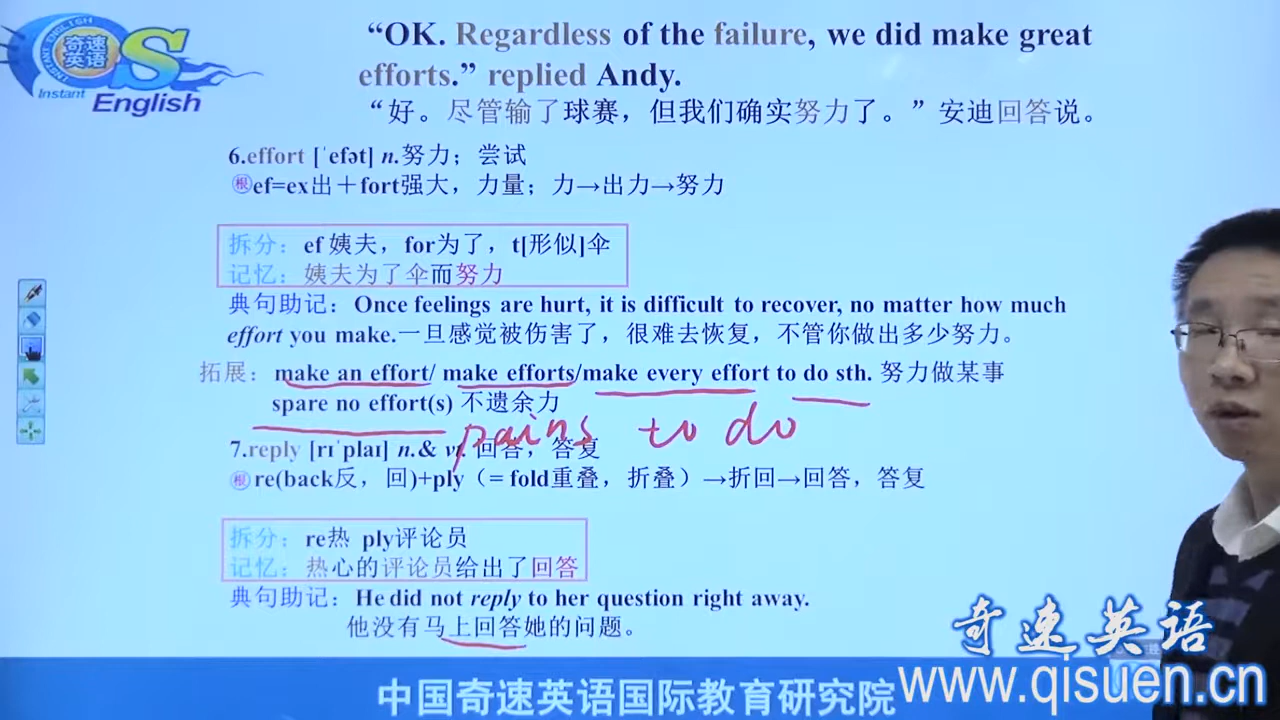 INSTANT ENGLISH
奇速
英语
S
Instant
English
“OK. Regardless of the failure, we did make great
efforts.” replied Andy.
“好。尽管输了球赛，但我们确实努力了。”安迪回答说。
6.effort [ˈefət] n.努力；尝试
根 ef=ex出＋fort强大，力量；力→出力→努力
拆分：ef 姨夫，for为了，t[形似]伞
记忆：姨夫为了伞而努力
典句助记：Once feelings are hurt, it is difficult to recover, no matter how much
effort you make.一旦感觉被伤害了，很难去恢复，不管你做出多少努力。
拓展：make an effort/ make efforts/make every effort to do sth. 努力做某事
spare no effort(s) 不遗余力
pains to do
7.reply [rɪˈplaɪ] n.& vt. 回答，答复
根 re(back反，回)+ply（= fold重叠，折叠）→折回→回答，答复
拆分：re热 ply评论员
记忆：热心的评论员给出了回答
典句助记：He did not reply to her question right away.
他没有马上回答她的问题。
奇速英语
中国奇速英语国际教育研究院
www.qisuen.cn